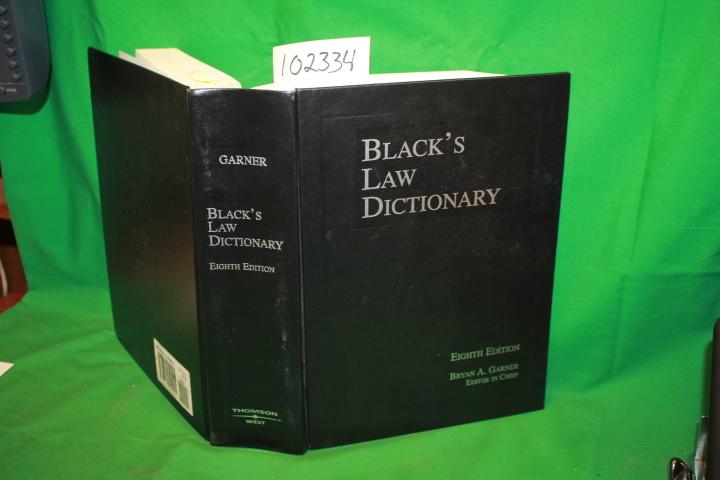 102334
GARNER
BLACK'S
LAW
DICTIONARY
EIGHTH EDITION
THOMSON
WEST
BLACK'S
LAW
DICTIONARY
EIGHTH EDITION
BRYAN A. GARNER
EDITOR IN CHIEF